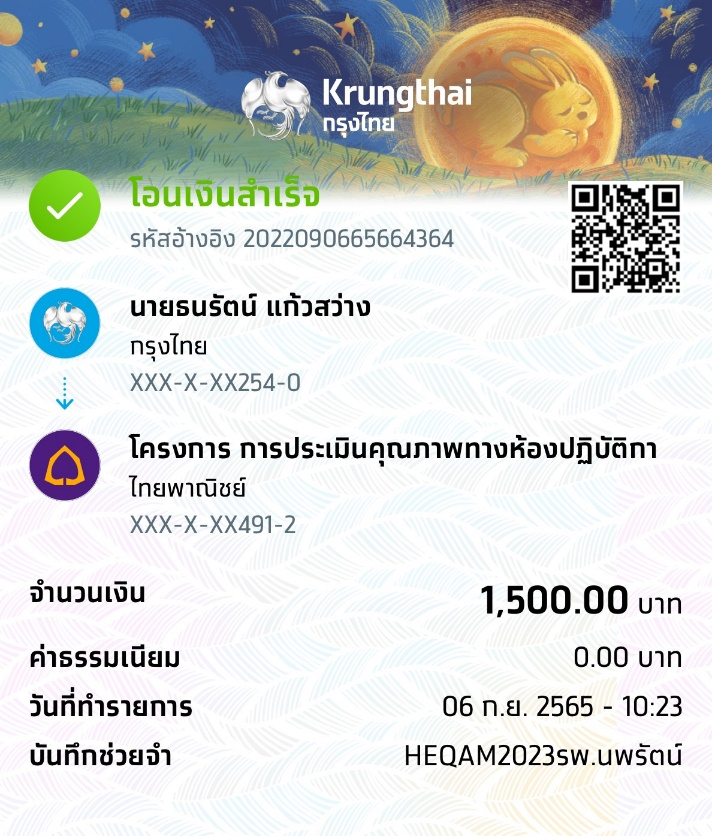 Krungthai
กรุงไทย
โอนเงินสำเร็จ
รหัสอ้างอิง 2022090665664364
นายธนรัตน์ แก้วสว่าง
กรุงไทย
XXX-X-XX254-0
โครงการ การประเมินคุณภาพทางห้องปฏิบัติกา
ไทยพาณิชย์
XXX-X-XX491-2
จำนวนเงิน 1,500.00 บาท
ค่าธรรมเนียม 0.00 บาท
วันที่ทำรายการ 06 ก.ย. 2565 - 10:23
บันทึกช่วยจำ HEQAM2023รพ.นพรัตน์